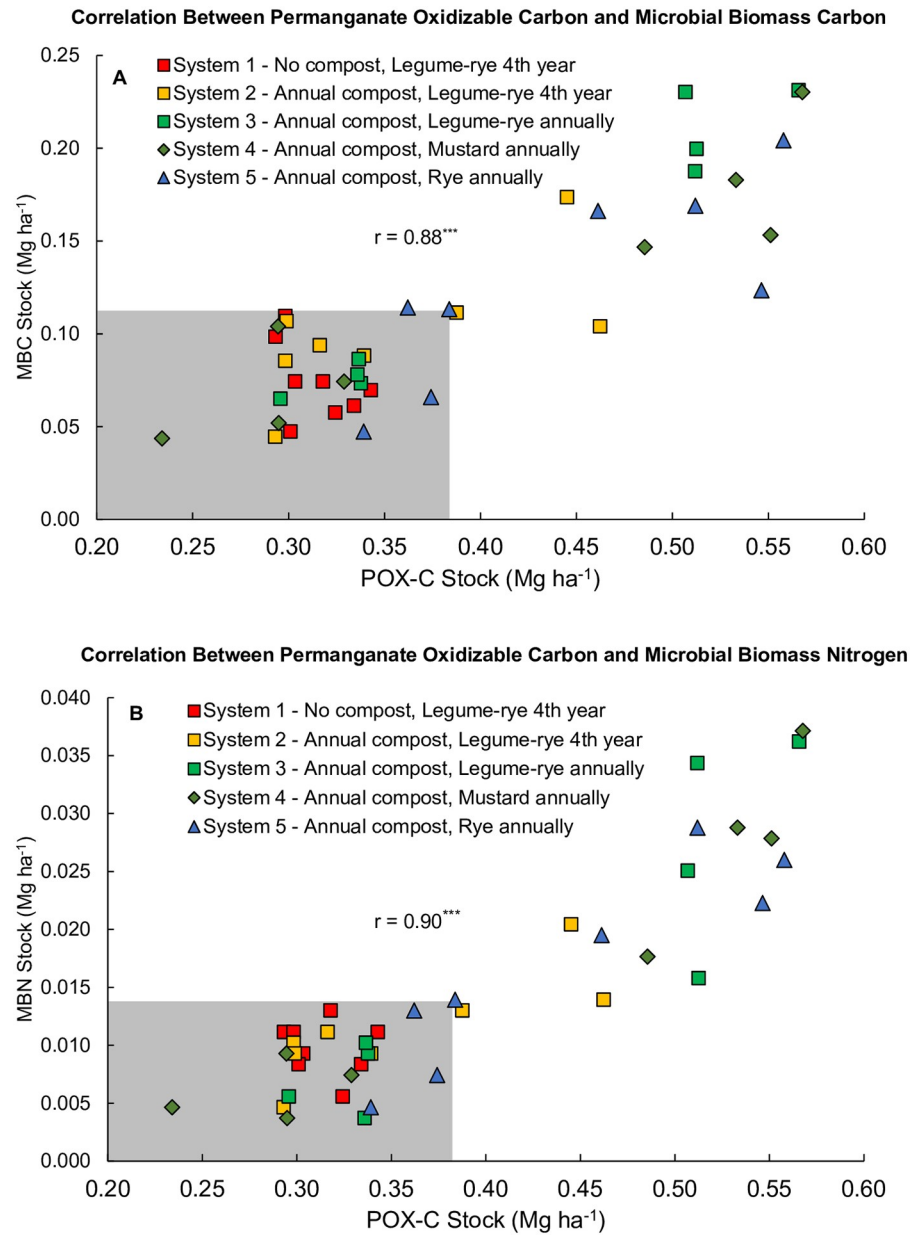 Correlation Between Permanganate Oxidizable Carbon and Microbial Biomass Carbon
A
System 1 - No compost, Legume-rye 4th year
System 2 - Annual compost, Legume-rye 4th year
System 3 - Annual compost, Legume-rye annually
System 4 - Annual compost, Mustard annually
System 5 - Annual compost, Rye annually
r = 0.88***
MBC Stock (Mg ha-1)
0.25
0.20
0.15
0.10
0.05
0.00
0.20 0.25 0.30 0.35 0.40 0.45 0.50 0.55 0.60
POX-C Stock (Mg ha-1)
Correlation Between Permanganate Oxidizable Carbon and Microbial Biomass Nitrogen
B
System 1 - No compost, Legume-rye 4th year
System 2 - Annual compost, Legume-rye 4th year
System 3 - Annual compost, Legume-rye annually
System 4 - Annual compost, Mustard annually
System 5 - Annual compost, Rye annually
r = 0.90***
MBN Stock (Mg ha-1)
0.040
0.035
0.030
0.025
0.020
0.015
0.010
0.005
0.000
0.20 0.25 0.30 0.35 0.40 0.45 0.50 0.55 0.60
POX-C Stock (Mg ha-1)